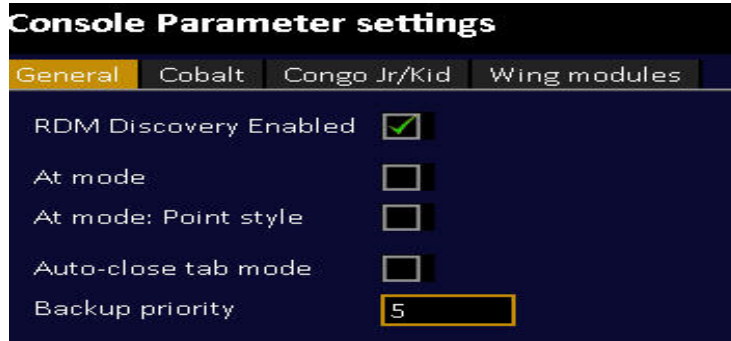 Console Parameter settings
General Cobalt Congo Jr/Kid Wing modules
RDM Discovery Enabled
At mode
At mode: Point style
Auto-close tab mode
Backup priority 5